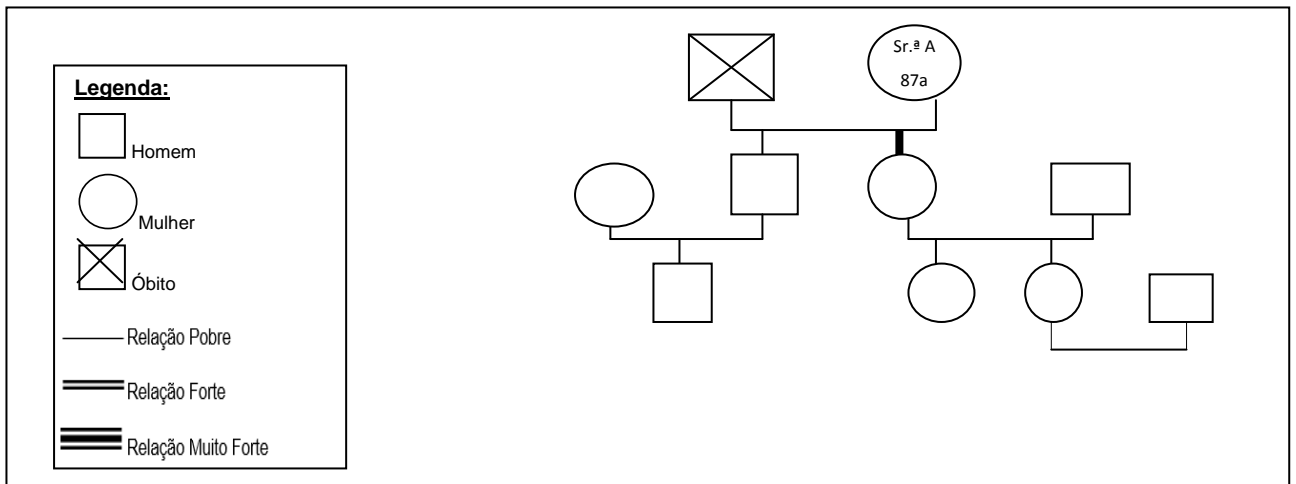 Legenda:
Homem
Mulher
Óbito
Relação Pobre
Relação Forte
Relação Muito Forte
Sr.ª A
87a